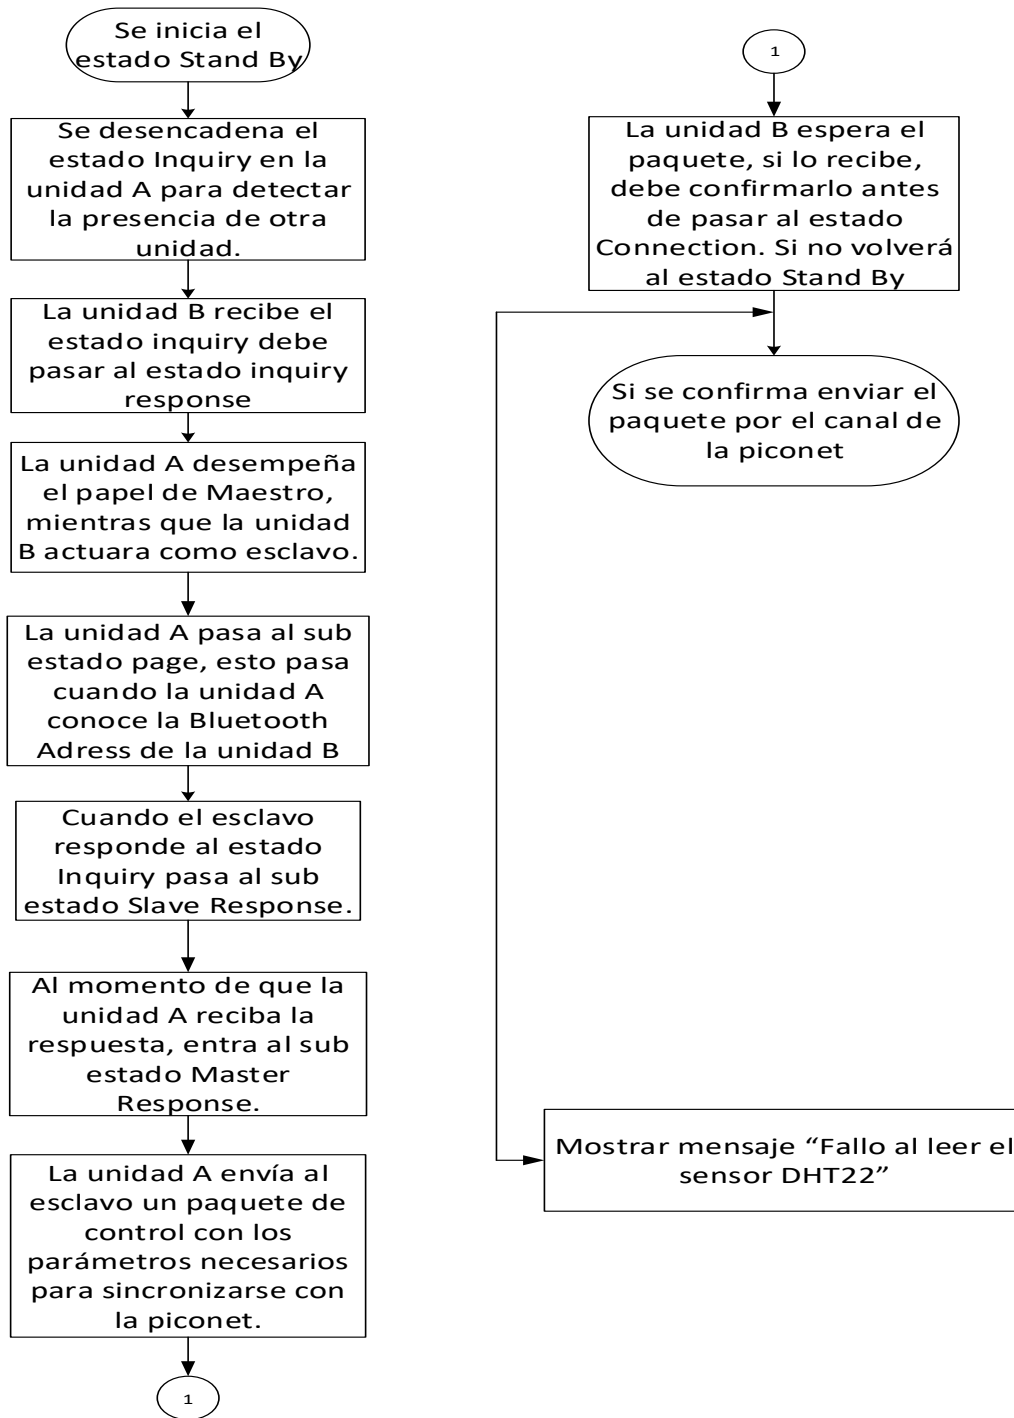 Se inicia el
estado Stand By
Se desencadena el
estado Inquiry en la
unidad A para detectar
la presencia de otra
unidad.
La unidad B recibe el
estado inquiry debe
pasar al estado inquiry
response
La unidad A desempeña
el papel de Maestro,
mientras que la unidad
B actuara como esclavo.
La unidad A pasa al sub
estado page, esto pasa
cuando la unidad A
conoce la Bluetooth
Adress de la unidad B
Cuando el esclavo
responde al estado
Inquiry pasa al sub
estado Slave Response.
Al momento de que la
unidad A reciba la
respuesta, entra al sub
estado Master
Response.
La unidad A envía al
esclavo un paquete de
control con los
parámetros necesarios
para sincronizarse con
la piconet.
1
1
La unidad B espera el
paquete, si lo recibe,
debe confirmarlo antes
de pasar al estado
Connection. Si no volverá
al estado Stand By
Si se confirma enviar el
paquete por el canal de
la piconet
Mostrar mensaje “Fallo al leer el
sensor DHT22”